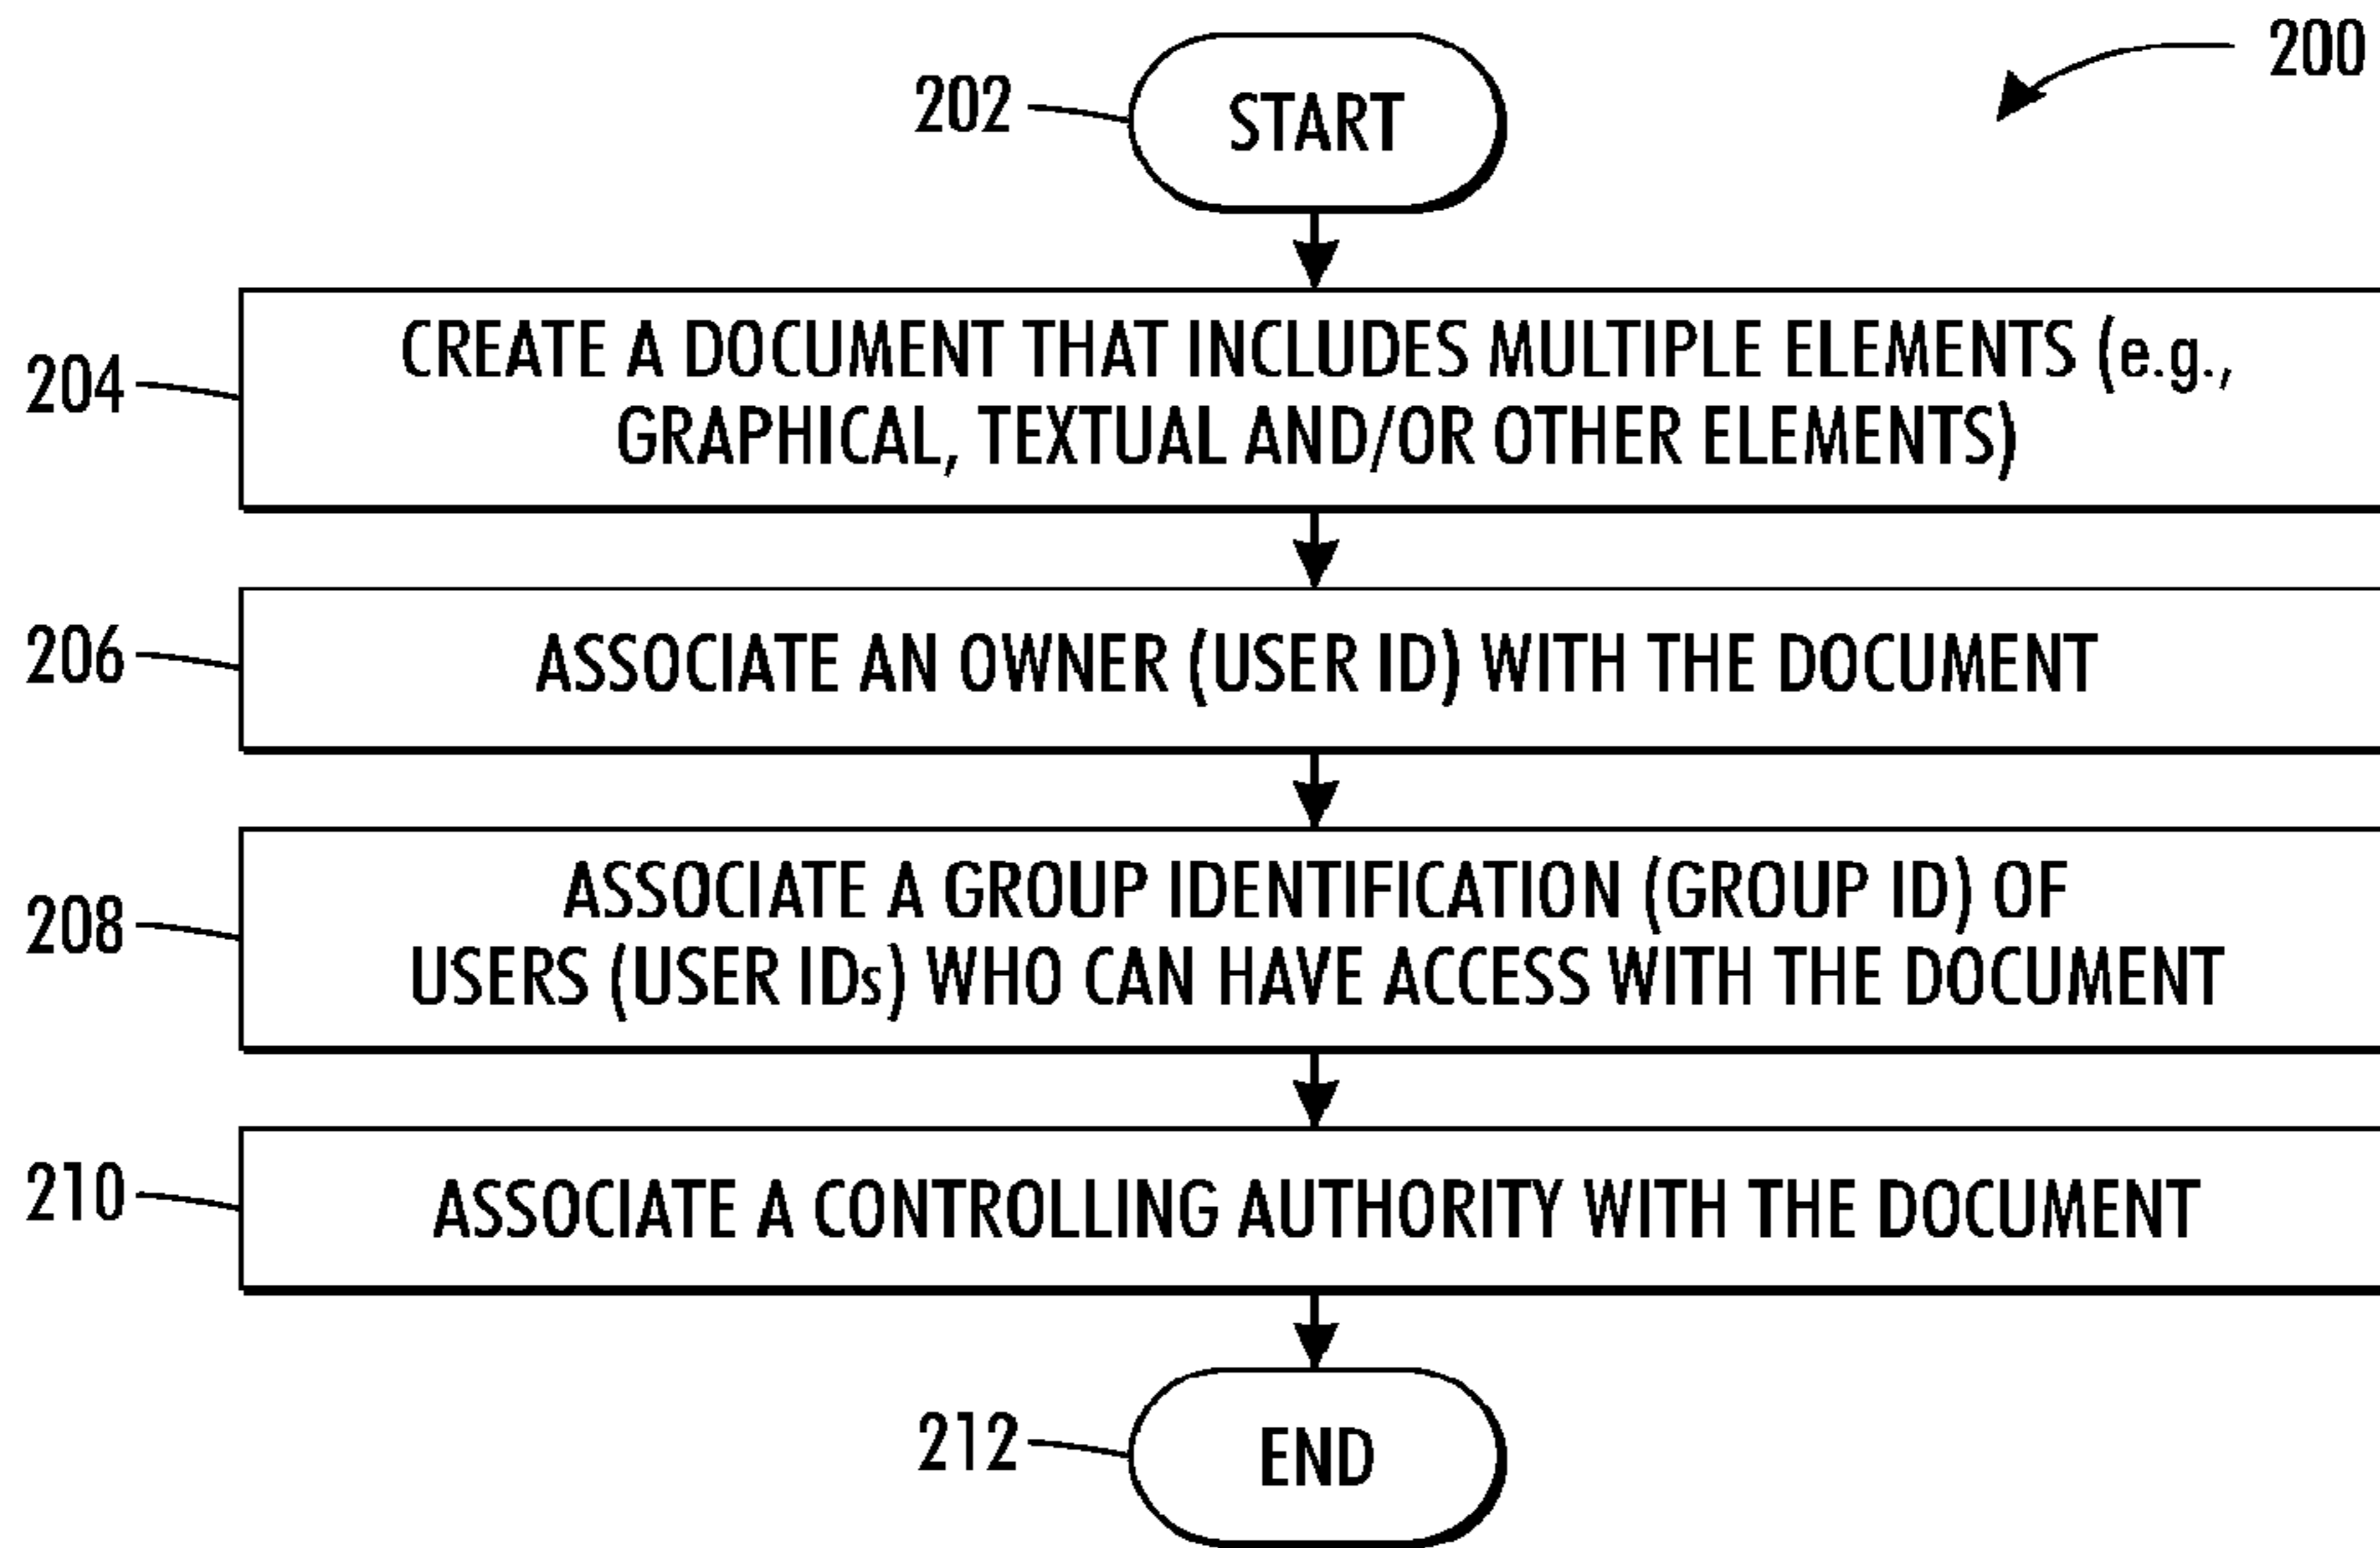 200
202
START
204
CREATE A DOCUMENT THAT INCLUDES MULTIPLE ELEMENTS (e.g.,
GRAPHICAL, TEXTUAL AND/OR OTHER ELEMENTS)
206
ASSOCIATE AN OWNER (USER ID) WITH THE DOCUMENT
208
ASSOCIATE A GROUP IDENTIFICATION (GROUP ID) OF
USERS (USER IDs) WHO CAN HAVE ACCESS WITH THE DOCUMENT
210
ASSOCIATE A CONTROLLING AUTHORITY WITH THE DOCUMENT
212
END